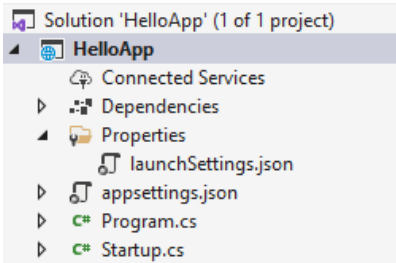 Solution 'HelloApp' (1 of 1 project)
HelloApp
Connected Services
Dependencies
Properties
launchSettings.json
appsettings.json
C# Program.cs
C# Startup.cs